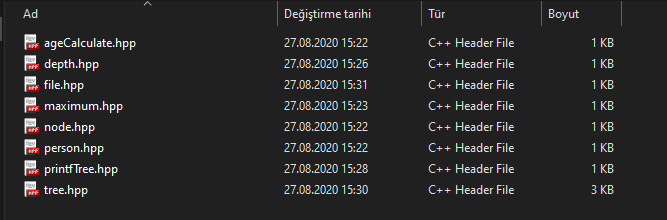 Ad Değiştirme tarihi Tür Boyut
ageCalculate.hpp 27.08.2020 15:22 C++ Header File 1 KB
depth.hpp 27.08.2020 15:26 C++ Header File 1 KB
file.hpp 27.08.2020 15:31 C++ Header File 1 KB
maximum.hpp 27.08.2020 15:23 C++ Header File 1 KB
node.hpp 27.08.2020 15:22 C++ Header File 1 KB
person.hpp 27.08.2020 15:22 C++ Header File 1 KB
printfTree.hpp 27.08.2020 15:28 C++ Header File 1 KB
tree.hpp 27.08.2020 15:30 C++ Header File 3 KB